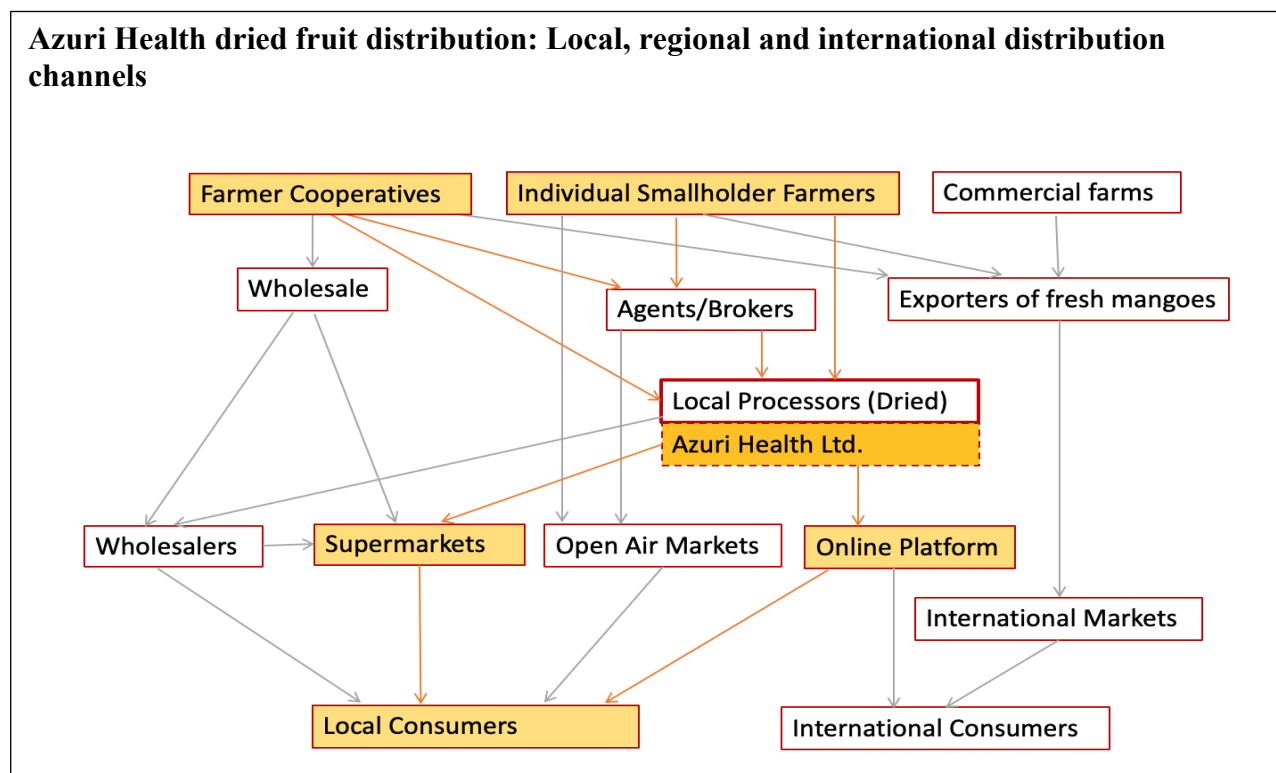 Azuri Health dried fruit distribution: Local, regional and international distribution
channels
Farmer Cooperatives
Individual Smallholder Farmers
Commercial farms
Wholesale
Agents/Brokers
Exporters of fresh mangoes
Local Processors (Dried)
Azuri Health Ltd.
Wholesalers
Supermarkets
Open Air Markets
Online Platform
International Markets
Local Consumers
International Consumers